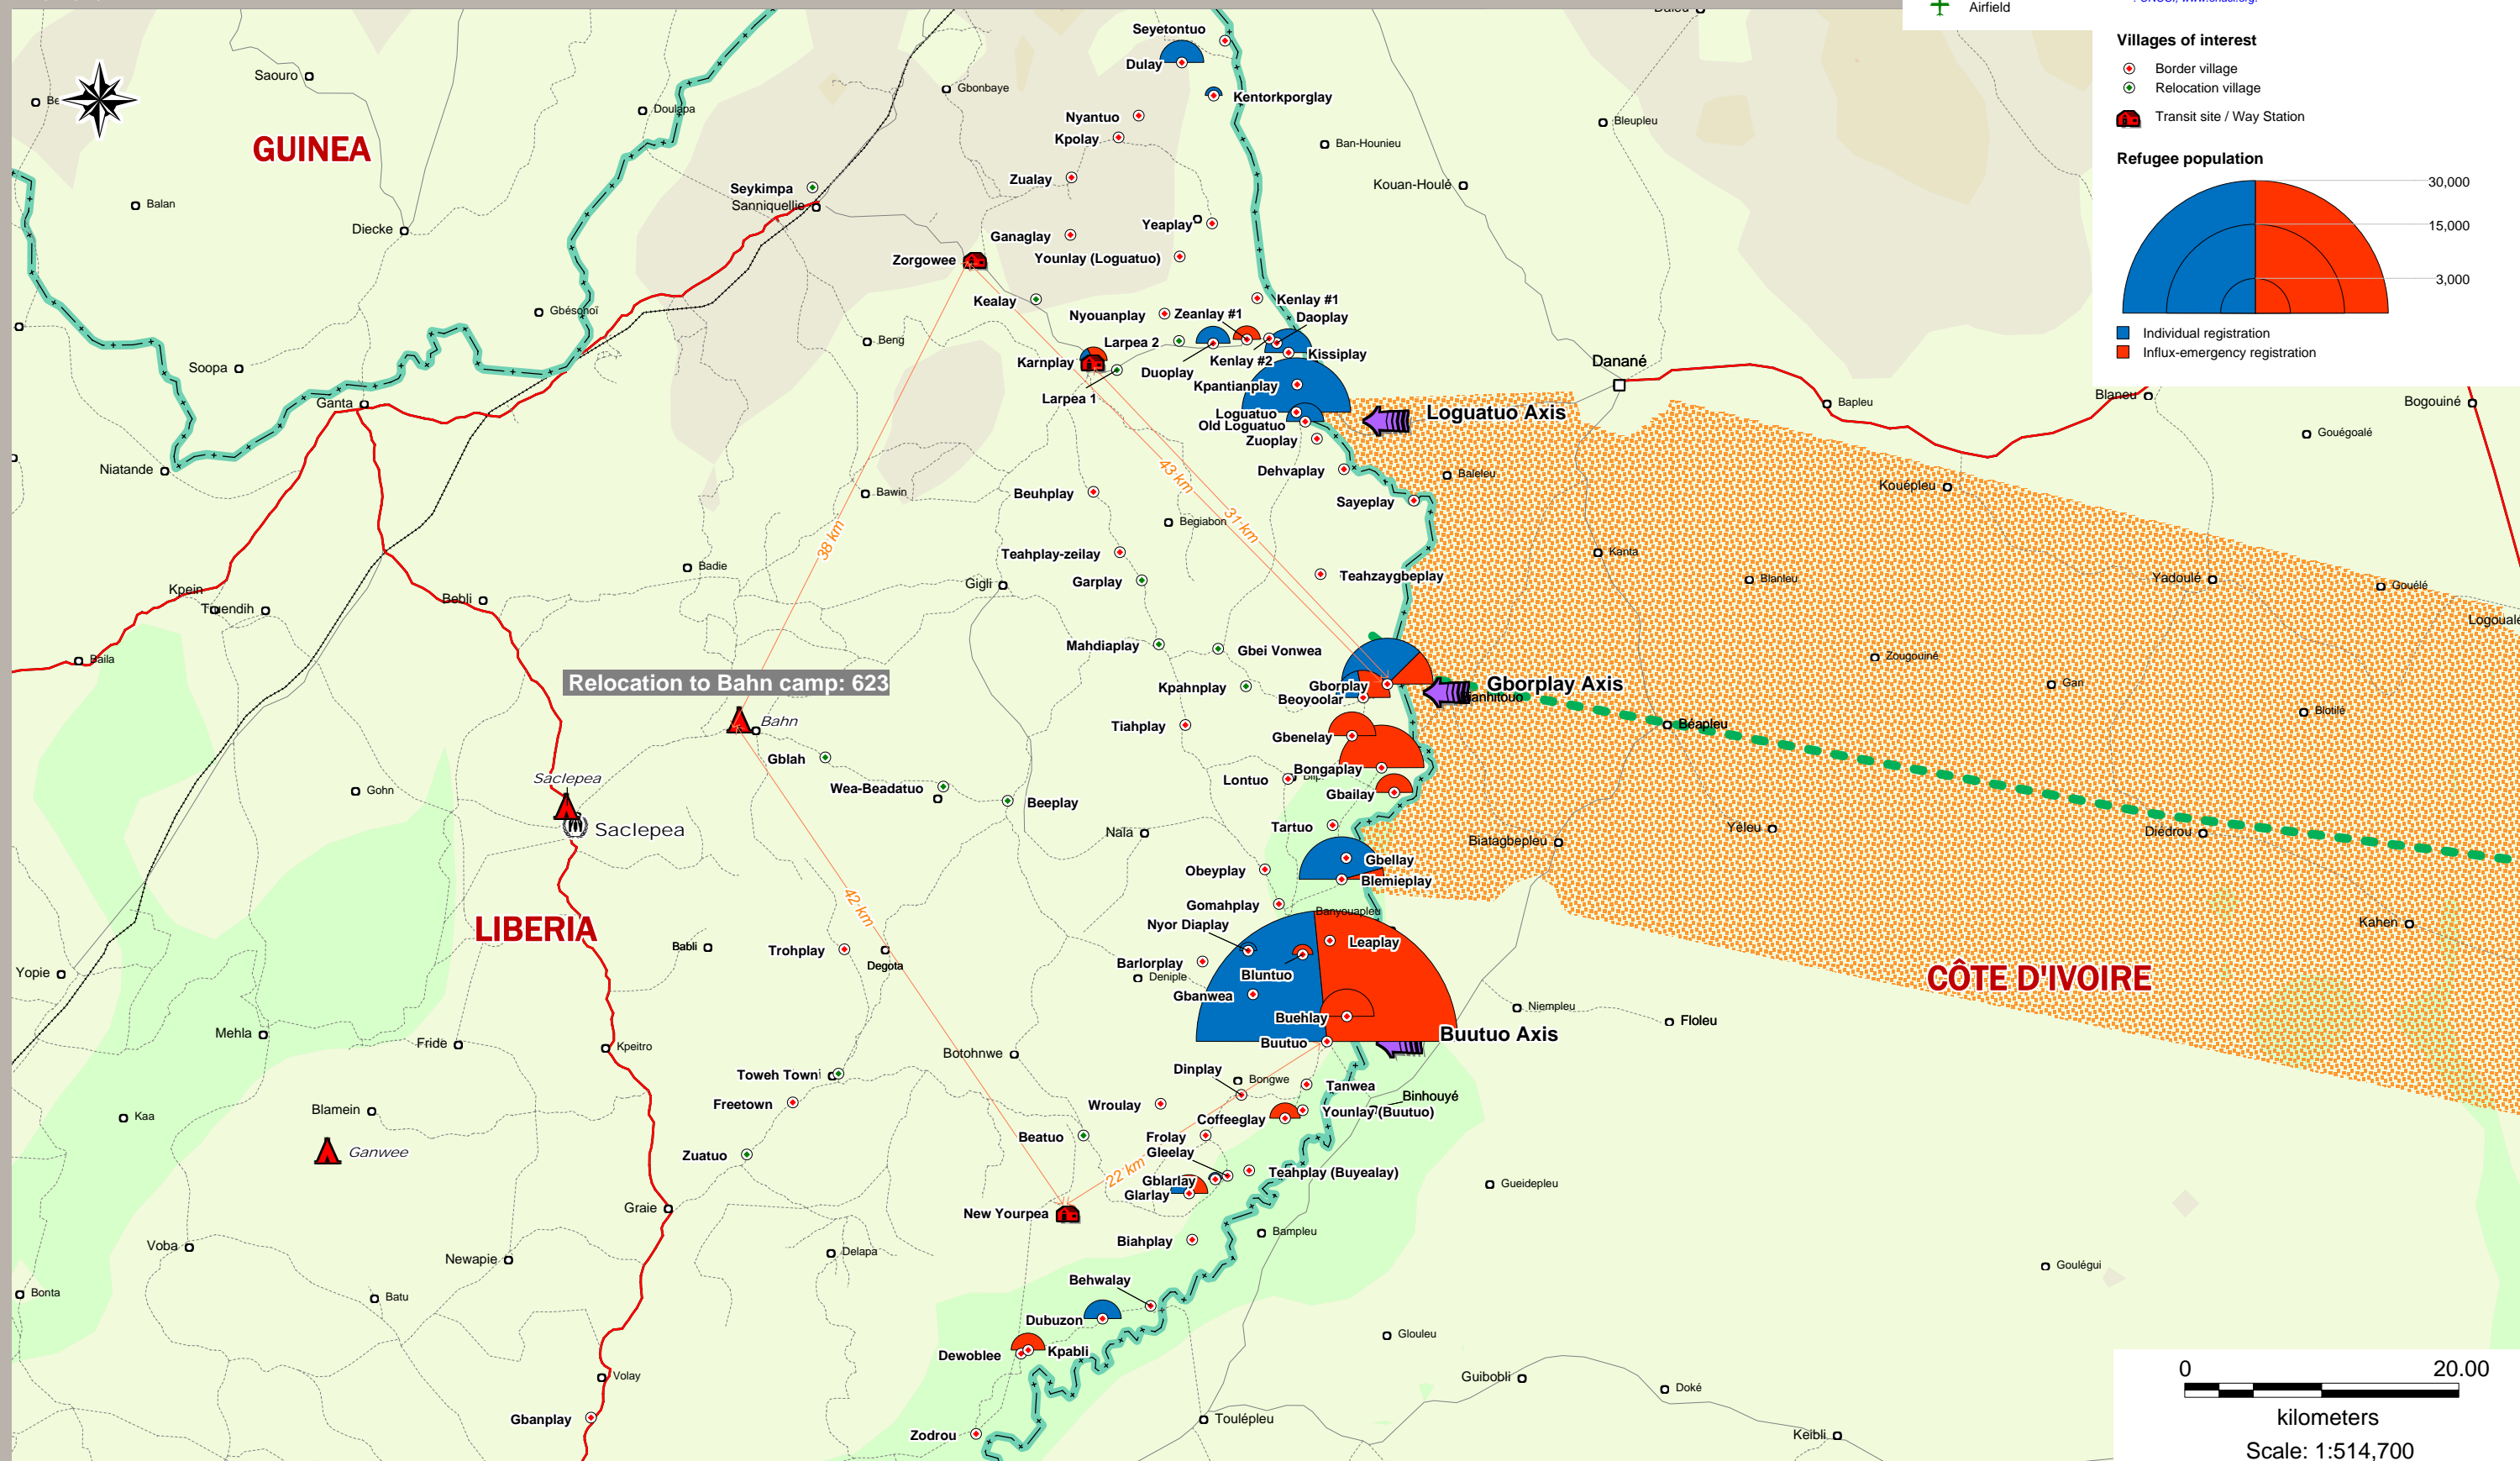 Airfield
Villages of interest
Border village
Relocation village
Transit site / Way Station
Refugee population
30,000
15,000
3,000
Individual registration
Influx-emergency registration
Seyetontuo
Dulay
Kentorkporglay
Saouro
Gbonbaye
Doulapa
Nyantuo
Kpolay
Bleupleu
Ban-Hounieu
GUINEA
Zualay
Kouan-Houlé
Seykimpa
Sanniquellie
Balan
Diecke
Yeaplay
Ganaglay
Younlay (Loguatuo)
Zorgowee
Kealay
Kenlay #1
Nyouanplay
Zeanlay #1
Daoplay
Gbésohoï
Beng
Larpea 2
Kenlay #2
Kissiplay
Karnplay
Duoplay
Soopa
Danané
Kpantianplay
Larpea 1
Ganta
Bapleu
Blaneu
Bogouiné
Loguatuo
Loguatuo Axis
Old Loguatuo
Zuoplay
Gouégoalé
Niatande
Dehvaplay
Baleleu
43 km
Kouépleu
Bawin
Beuhplay
Sayeplay
Begiabon
31 km
38 km
Teahplay-zeilay
Kanta
Badie
Gigli
Garplay
Teahzaygbeplay
Blanleu
Yadoulé
Gouélé
Kpein
Tiuendih
Bebli
Mahdiaplay
Gbei Vonwea
Zougouiné
Baila
Relocation to Bahn camp: 623
Kpahnplay
Gborplay
Gborplay Axis
Beoyoolar
Gan
Blotilé
Bahn
Tiahplay
Gbenelay
Béapleu
Gblah
Bongaplay
Saclepea
Lontuo
Gohn
Wea-Beadatuo
Beeplay
Gbailay
Saclepea
Nala
Tartuo
Yéleu
Diédrou
Biatagbepleu
Gbellay
Obeyplay
Blemieplay
Gomahplay
Banyouapleu
Kahen
LIBERIA
42 km
Nyor Diaplay
Leaplay
Babli
Trohplay
Degota
Barlorplay
Bluntuo
Yopie
Deniple
CÔTE D'IVOIRE
Gbanwea
Niempleu
Buehlay
Floleu
Mehla
Fride
Kpeitro
Buutuo
Buutuo Axis
Botohnwe
Dinplay
Toweh Town
Bongwe
Tanwea
Binhouyé
Freetown
Wroulay
Blamein
Kaa
Coffeeglay
Younlay (Buutuo)
Beatuo
Frolay
Ganwee
Zuatuo
Gleelay
22 km
Teahplay (Buyealay)
Gblarlay
Glarlay
Gueidepleu
Graie
New Yourpea
Bampleu
Biahplay
Voba
Newapie
Delapa
Goulégui
Behwalay
Bonta
Batu
Dubuzon
Glouleu
Dewoblee
Kpabli
Volay
Guibobli
Doké
Gbanplay
Toulépleu
Zodrou
Keibli
0
20.00
kilometers
Scale: 1:514,700